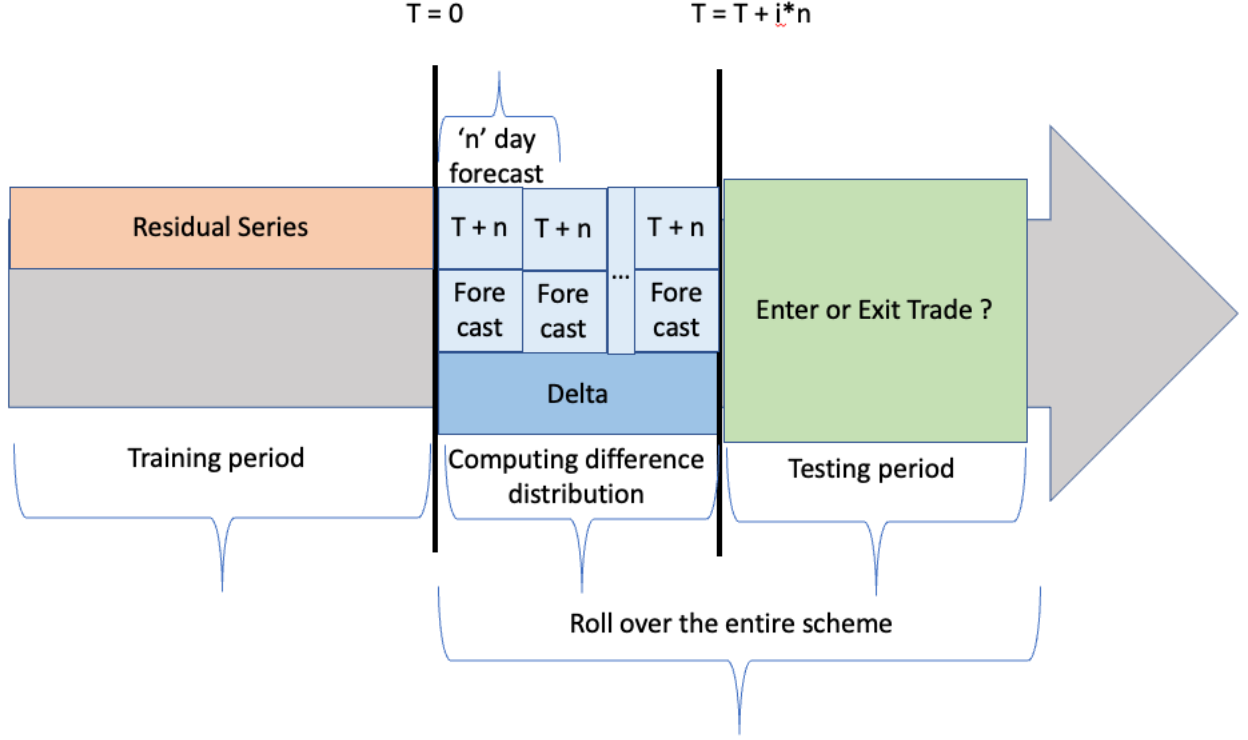 T = 0
T = T + i*n
‘n’ day
forecast
Residual Series
T + n
T + n
T + n
...
Fore
cast
Fore
cast
Fore
cast
Enter or Exit Trade ?
Delta
Training period
Computing difference
distribution
Testing period
Roll over the entire scheme